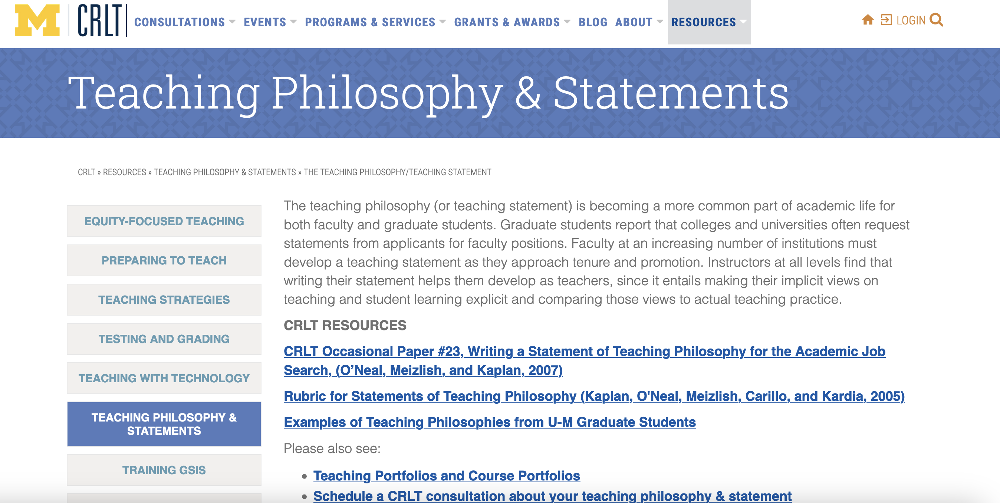 M CRLT CONSULTATIONS EVENTS PROGRAMS & SERVICES GRANTS & AWARDS BLOG ABOUT RESOURCES LOGIN
Teaching Philosophy & Statements
CRLT » RESOURCES » TEACHING PHILOSOPHY & STATEMENTS » THE TEACHING PHILOSOPHY/TEACHING STATEMENT
EQUITY-FOCUSED TEACHING
PREPARING TO TEACH
TEACHING STRATEGIES
TESTING AND GRADING
TEACHING WITH TECHNOLOGY
TEACHING PHILOSOPHY &
STATEMENTS
TRAINING GSIS
The teaching philosophy (or teaching statement) is becoming a more common part of academic life for
both faculty and graduate students. Graduate students report that colleges and universities often request
statements from applicants for faculty positions. Faculty at an increasing number of institutions must
develop a teaching statement as they approach tenure and promotion. Instructors at all levels find that
writing their statement helps them develop as teachers, since it entails making their implicit views on
teaching and student learning explicit and comparing those views to actual teaching practice.
CRLT RESOURCES
CRLT Occasional Paper #23, Writing a Statement of Teaching Philosophy for the Academic Job
Search, (O’Neal, Meizlish, and Kaplan, 2007)
Rubric for Statements of Teaching Philosophy (Kaplan, O'Neal, Meizlish, Carillo, and Kardia, 2005)
Examples of Teaching Philosophies from U-M Graduate Students
Please also see:
• Teaching Portfolios and Course Portfolios
• Schedule a CRLT consultation about your teaching philosophy & statement